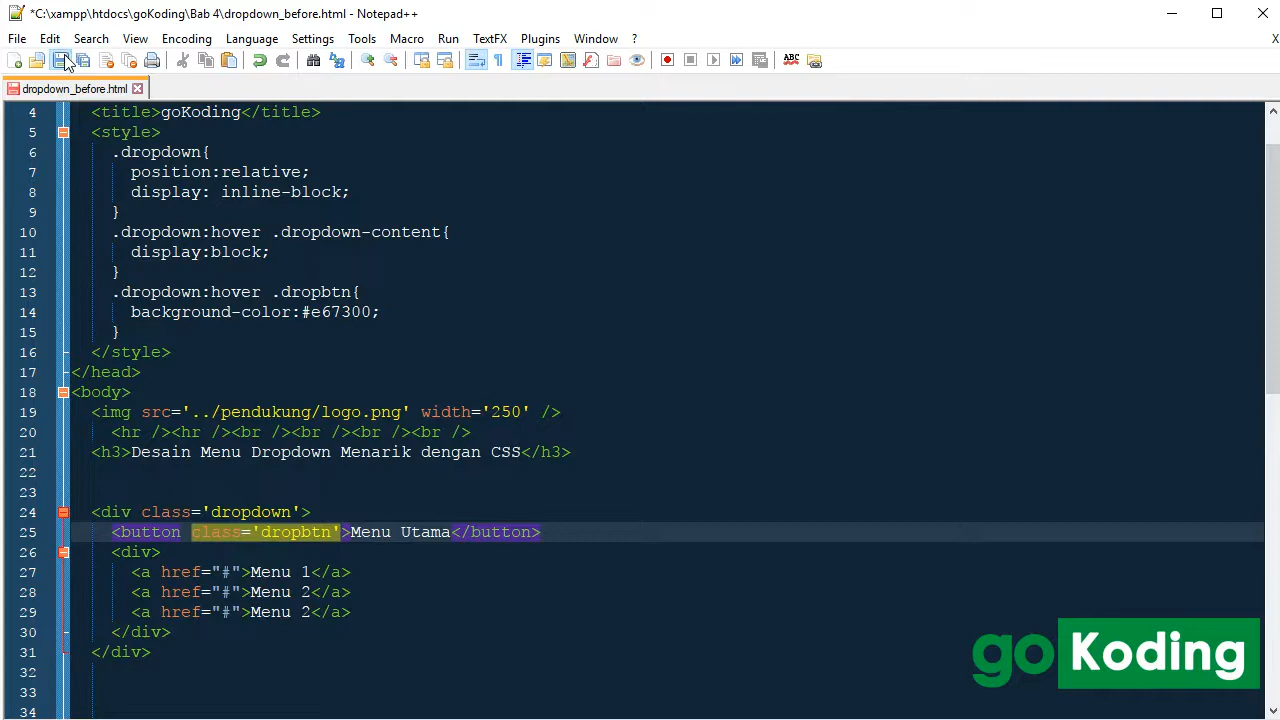 *C:\xampp\htdocs\goKoding\Bab 4\dropdown_before.html - Notepad++
File Edit Search View Encoding Language Settings Tools Macro Run TextFX Plugins Window ? X
ABC
dropdown_before.html
4 <title>goKoding</title>
5 <style>
6 .dropdown{
7 position:relative;
8 display: inline-block;
9 }
10 .dropdown:hover .dropdown-content{
11 display:block;
12 }
13 .dropdown:hover .dropbtn{
14 background-color:#e67300;
15 }
16 </style>
17 </head>
18 <body>
19 <img src='../pendukung/logo.png' width='250' />
20 <hr /><hr /><br /><br /><br /><br />
21 <h3>Desain Menu Dropdown Menarik dengan CSS</h3>
22
23
24 <div class='dropdown'>
25 <button class='dropbtn'>Menu Utama</button>
26 <div>
27 <a href="#">Menu 1</a>
28 <a href="#">Menu 2</a>
29 <a href="#">Menu 2</a>
30 </div>
31 </div>
32
33
34
go Koding